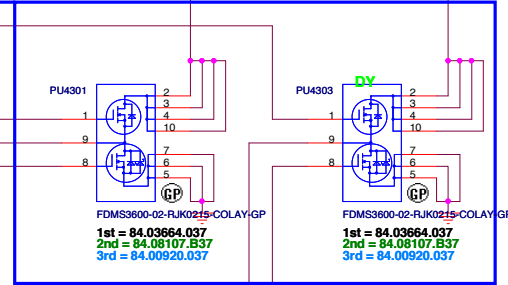 DY
PU4301
PU4303
2
3
1
4
10
9
7
8
6
5
GP
2
3
1
4
10
9
7
8
6
5
GP
FDMS3600-02-RJK0215-COLAY-GP
FDMS3600-02-RJK0215-COLAY-GP
1st = 84.03664.037
2nd = 84.08107.B37
3rd = 84.00920.037
1st = 84.03664.037
2nd = 84.08107.B37
3rd = 84.00920.037